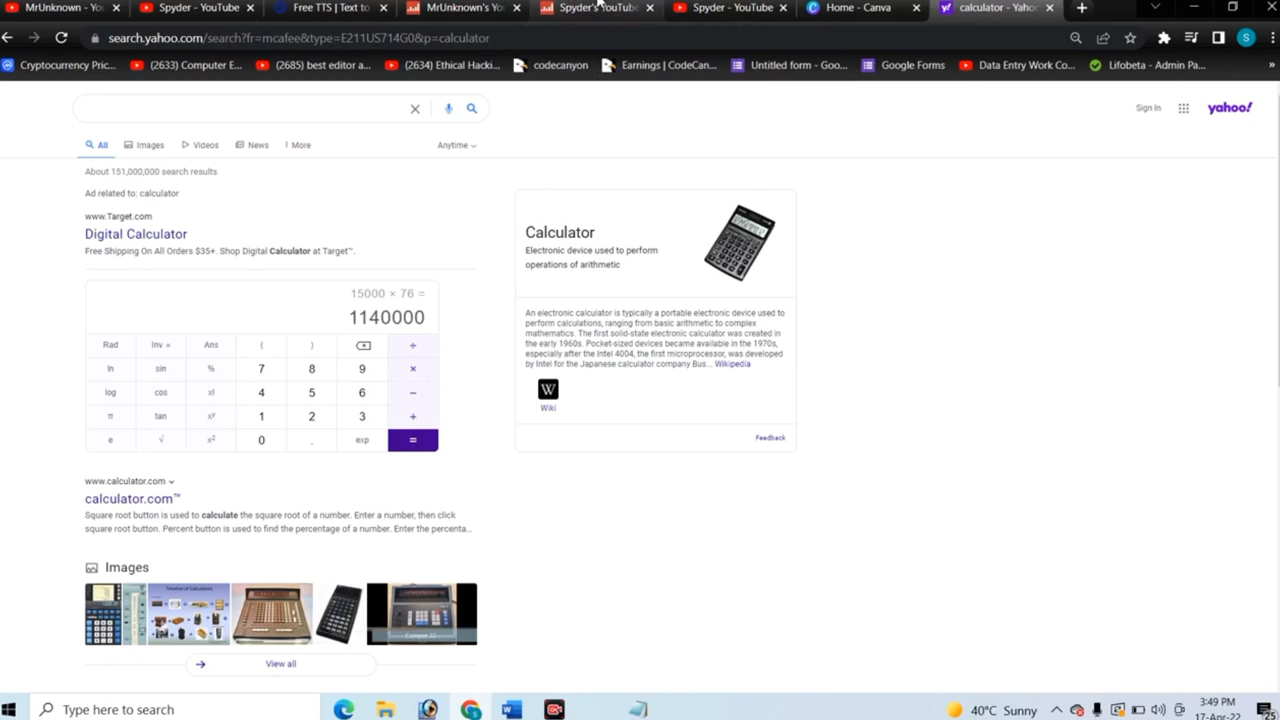 MrUnknown - Yo
Spyder - YouTube
Free TTS | Text to
MrUnknown's You
Spyder's YouTube
Spyder - YouTube
Home - Canva
calculator - Yahoo
search.yahoo.com/search?fr=mcafee&type=E211US714G0&p=calculator
S
Cryptocurrency Pric...
(2633) Computer E...
(2685) best editor a...
(2634) Ethical Hacki...
codecanyon
Earnings | CodeCan...
Untitled form - Goo...
Google Forms
Data Entry Work Co...
Lifobeta - Admin Pa...
»
Sign In
yahoo!
All
Images
Videos
News
More
Anytime
About 151,000,000 search results
Ad related to: calculator
www.Target.com
Digital Calculator
Free Shipping On All Orders $35+. Shop Digital Calculator at Target™.
15000 × 76 =
1140000
Rad Inv Ans ( ) ÷
ln sin % 7 8 9 ×
log cos x! 4 5 6 −
π tan xʸ 1 2 3 +
e √ x² 0 . exp =
Calculator
Electronic device used to perform
operations of arithmetic
An electronic calculator is typically a portable electronic device used to
perform calculations, ranging from basic arithmetic to complex
mathematics. The first solid-state electronic calculator was created in
the early 1960s. Pocket-sized devices became available in the 1970s,
especially after the Intel 4004, the first microprocessor, was developed
by Intel for the Japanese calculator company Bus... Wikipedia
W
Wiki
Feedback
www.calculator.com
calculator.com™
Square root button is used to calculate the square root of a number. Enter a number, then click
square root button. Percent button is used to find the percentage of a number. Enter the percenta...
Images
View all
Type here to search
40°C Sunny
3:49 PM
17-Apr-22